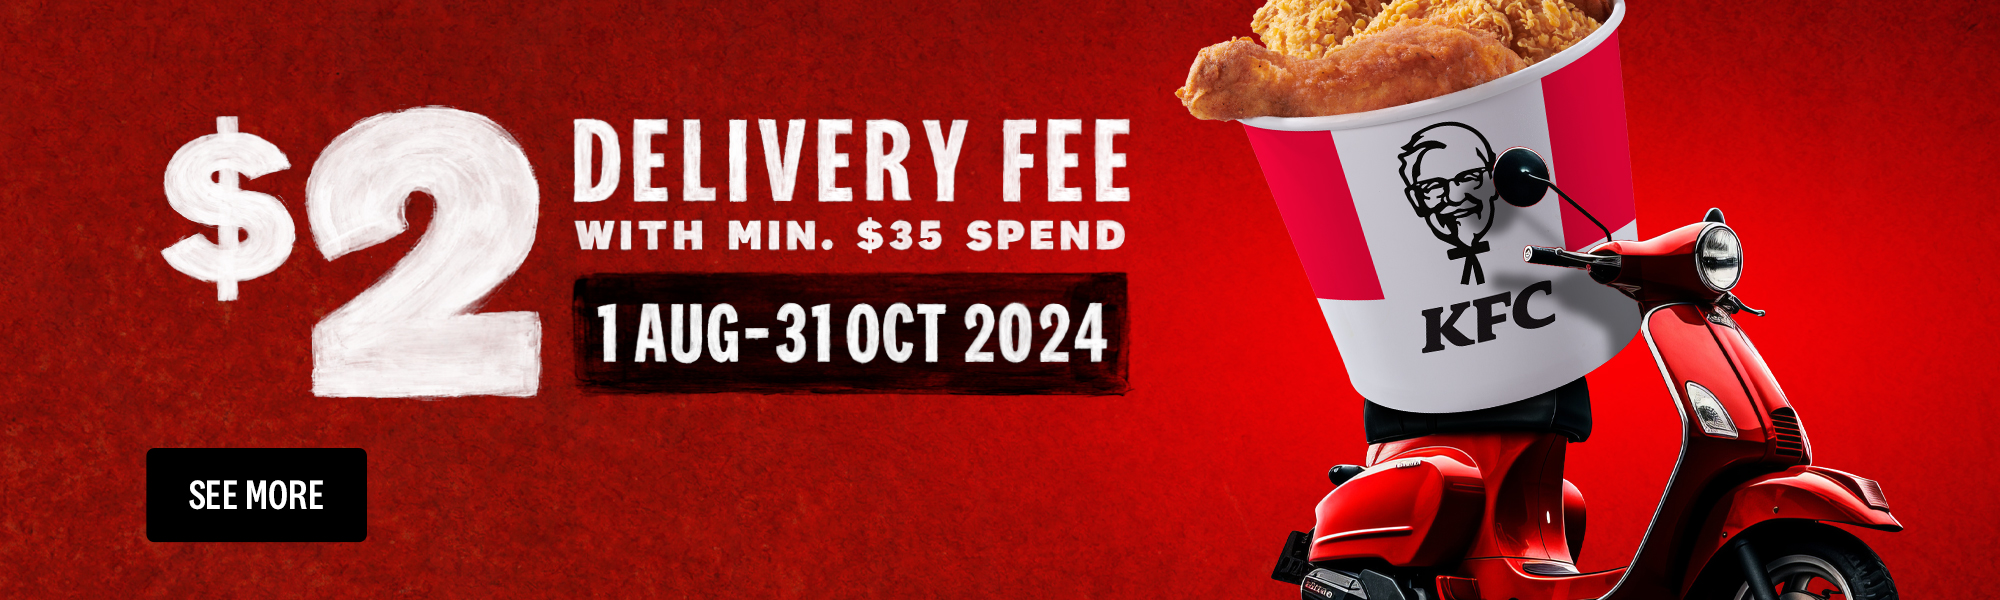 $2
DELIVERY FEE
WITH MIN. $35 SPEND
1 AUG-31 OCT 2024
SEE MORE
KFC